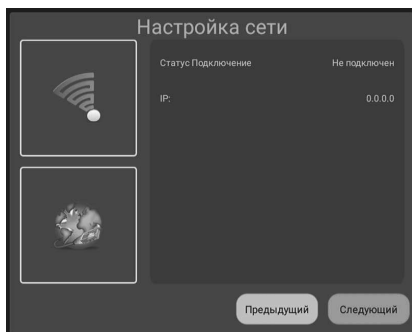 Настройка сети
Статус Подключение Не подключен
IP: 0.0.0.0
Предыдущий Следующий